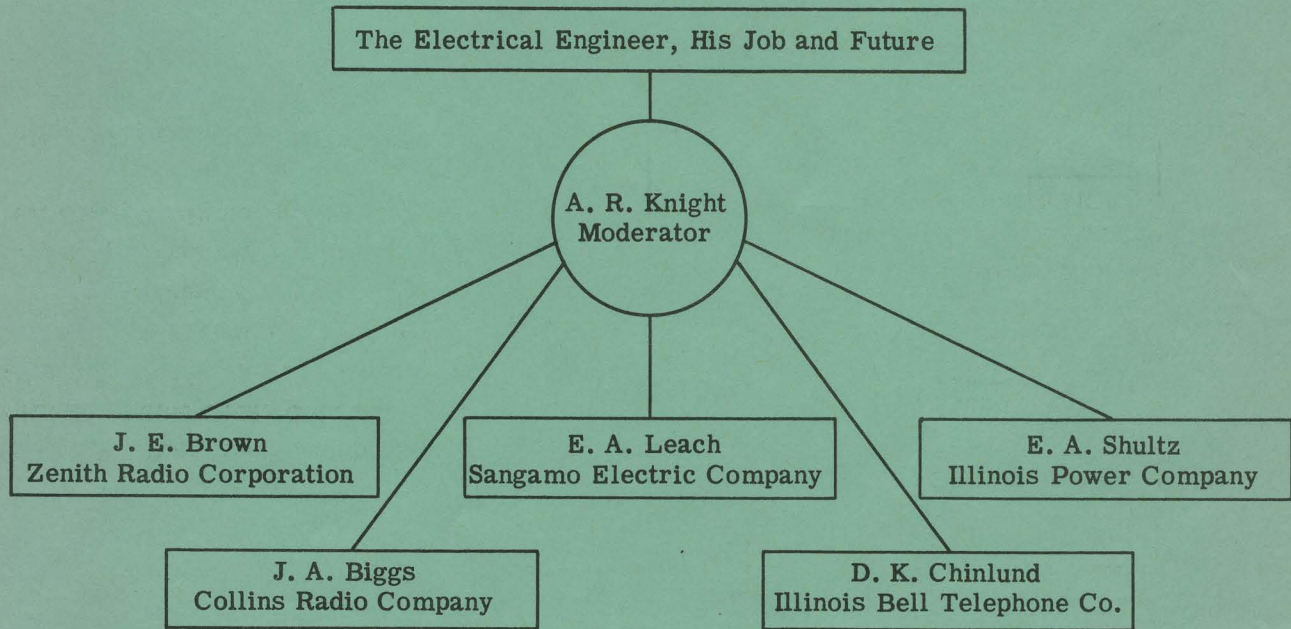 The Electrical Engineer, His Job and Future
A. R. Knight
Moderator
J. E. Brown
Zenith Radio Corporation
E. A. Leach
Sangamo Electric Company
E. A. Shultz
Illinois Power Company
J. A. Biggs
Collins Radio Company
D. K. Chinlund
Illinois Bell Telephone Co.